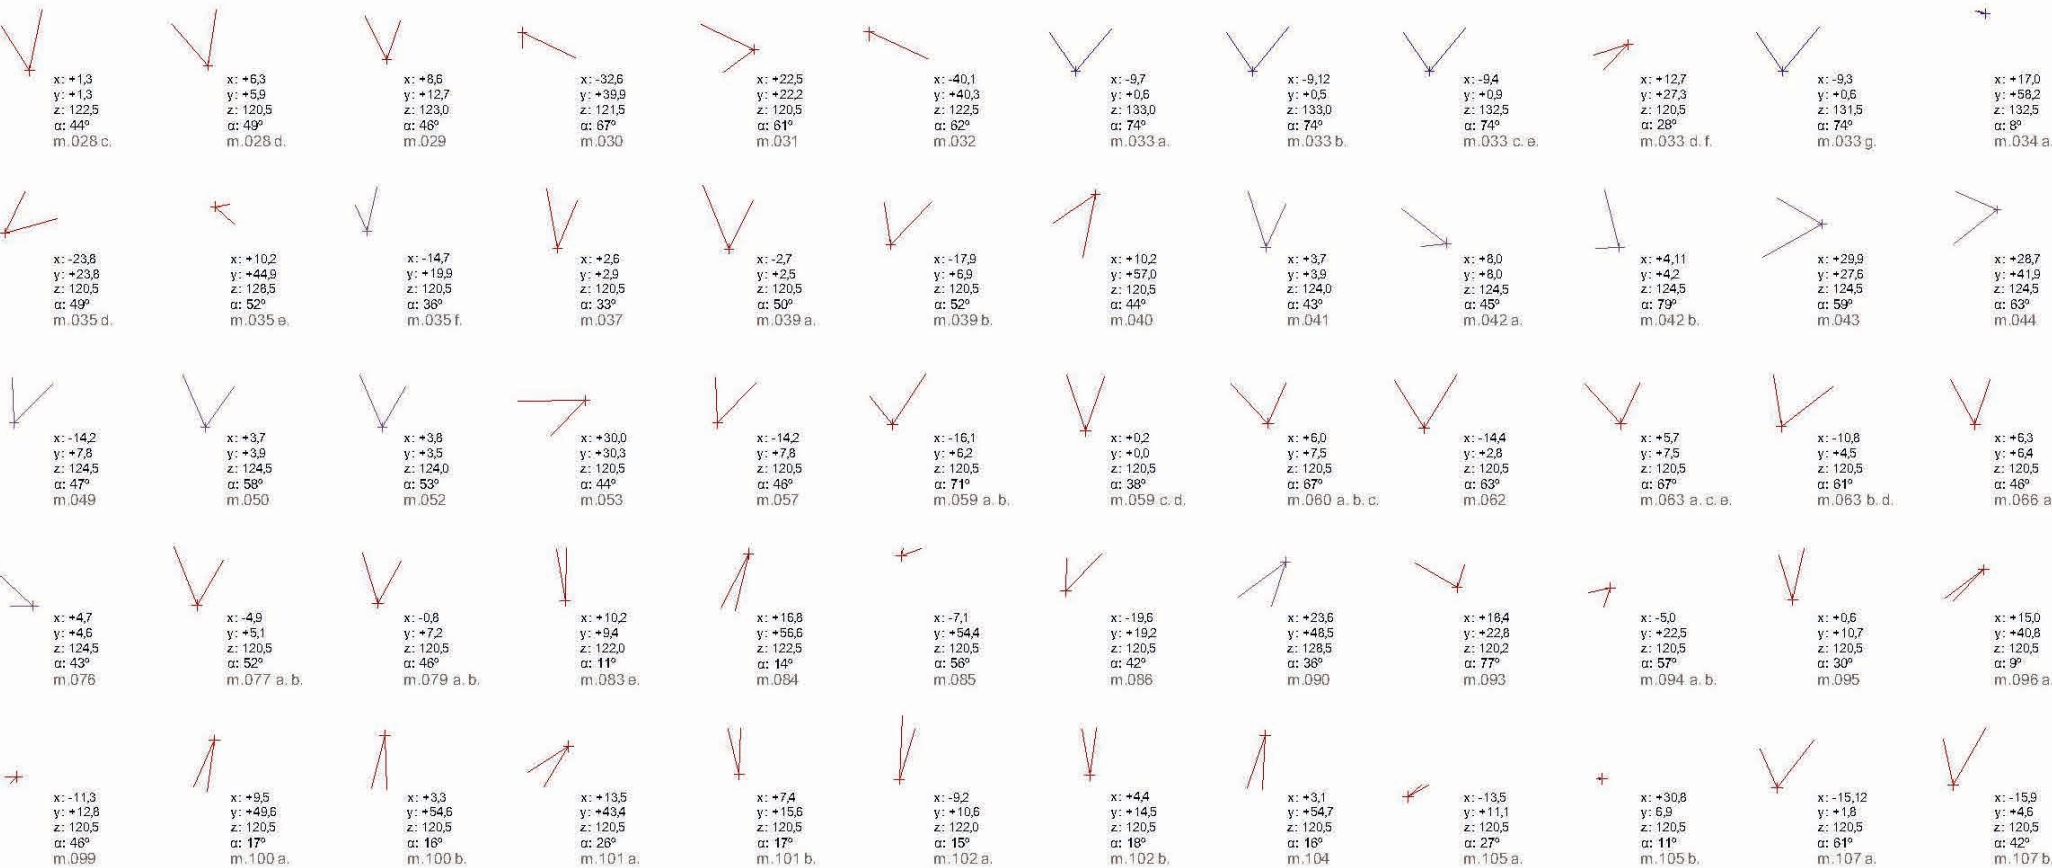 x: +1,3
y: +1,3
z: 122,5
α: 44º
m.028 c.
x: +6,3
y: +5,9
z: 120,5
α: 49º
m.028 d.
x: +8,6
y: +12,7
z: 123,0
α: 46º
m.029
x: -32,6
y: +39,9
z: 121,5
α: 67º
m.030
x: +22,5
y: +22,2
z: 120,5
α: 61º
m.031
x: -40,1
y: +40,3
z: 122,5
α: 62º
m.032
x: -9,7
y: +0,6
z: 133,0
α: 74º
m.033 a.
x: -9,12
y: +0,5
z: 133,0
α: 74º
m.033 b.
x: -9,4
y: +0,9
z: 132,5
α: 74º
m.033 c. e.
x: +12,7
y: +27,3
z: 120,5
α: 28º
m.033 d. f.
x: -9,3
y: +0,6
z: 131,5
α: 74º
m.033 g.
x: +17,0
y: +58,2
z: 132,5
α: 8º
m.034 a.
x: -23,8
y: +23,8
z: 120,5
α: 49º
m.035 d.
x: +10,2
y: +44,9
z: 128,5
α: 52º
m.035 e.
x: -14,7
y: +19,9
z: 120,5
α: 36º
m.035 f.
x: +2,6
y: +2,9
z: 120,5
α: 33º
m.037
x: -2,7
y: +2,5
z: 120,5
α: 50º
m.039 a.
x: -17,9
y: +6,9
z: 120,5
α: 52º
m.039 b.
x: +10,2
y: +57,0
z: 120,5
α: 44º
m.040
x: +3,7
y: +3,9
z: 124,0
α: 43º
m.041
x: +8,0
y: +8,0
z: 124,5
α: 45º
m.042 a.
x: +4,11
y: +4,2
z: 124,5
α: 79º
m.042 b.
x: +29,9
y: +27,6
z: 124,5
α: 59º
m.043
x: +28,7
y: +41,9
z: 124,5
α: 63º
m.044
x: -14,2
y: +7,8
z: 124,5
α: 47º
m.049
x: +3,7
y: +3,9
z: 124,5
α: 58º
m.050
x: +3,8
y: +3,5
z: 124,0
α: 53º
m.052
x: +30,0
y: +30,3
z: 120,5
α: 44º
m.053
x: -14,2
y: +7,8
z: 120,5
α: 46º
m.057
x: -16,1
y: +6,2
z: 120,5
α: 71º
m.059 a. b.
x: +0,2
y: +0,0
z: 120,5
α: 38º
m.059 c. d.
x: +6,0
y: +7,5
z: 120,5
α: 67º
m.060 a. b. c.
x: -14,4
y: +2,8
z: 120,5
α: 63º
m.062
x: +5,7
y: +7,5
z: 120,5
α: 67º
m.063 a. c. e.
x: -10,8
y: +4,5
z: 120,5
α: 61º
m.063 b. d.
x: +6,3
y: +6,4
z: 120,5
α: 46º
m.066 a
x: +4,7
y: +4,6
z: 124,5
α: 43º
m.076
x: -4,9
y: +5,1
z: 120,5
α: 52º
m.077 a. b.
x: -0,8
y: +7,2
z: 120,5
α: 46º
m.079 a. b.
x: +10,2
y: +9,4
z: 122,0
α: 11º
m.083 e.
x: +16,8
y: +56,6
z: 122,5
α: 14º
m.084
x: -7,1
y: +54,4
z: 120,5
α: 56º
m.085
x: -19,6
y: +19,2
z: 120,5
α: 42º
m.086
x: +23,6
y: +48,5
z: 128,5
α: 36º
m.090
x: +18,4
y: +22,8
z: 120,2
α: 77º
m.093
x: -5,0
y: +22,5
z: 120,5
α: 57º
m.094 a. b.
x: +0,6
y: +10,7
z: 120,5
α: 30º
m.095
x: +15,0
y: +40,8
z: 120,5
α: 9º
m.096 a.
x: -11,3
y: +12,8
z: 120,5
α: 46º
m.099
x: +9,5
y: +49,6
z: 120,5
α: 17º
m.100 a.
x: +3,3
y: +54,6
z: 120,5
α: 16º
m.100 b.
x: +13,5
y: +43,4
z: 120,5
α: 26º
m.101 a.
x: +7,4
y: +15,6
z: 120,5
α: 17º
m.101 b.
x: -9,2
y: +10,6
z: 122,0
α: 15º
m.102 a.
x: +4,4
y: +14,5
z: 120,5
α: 18º
m.102 b.
x: +3,1
y: +54,7
z: 120,5
α: 16º
m.104
x: -13,5
y: +11,1
z: 120,5
α: 27º
m.105 a.
x: +30,8
y: 6,9
z: 120,5
α: 11º
m.105 b.
x: -15,12
y: +1,8
z: 120,5
α: 61º
m.107 a.
x: -15,9
y: +4,6
z: 120,5
α: 42º
m.107 b